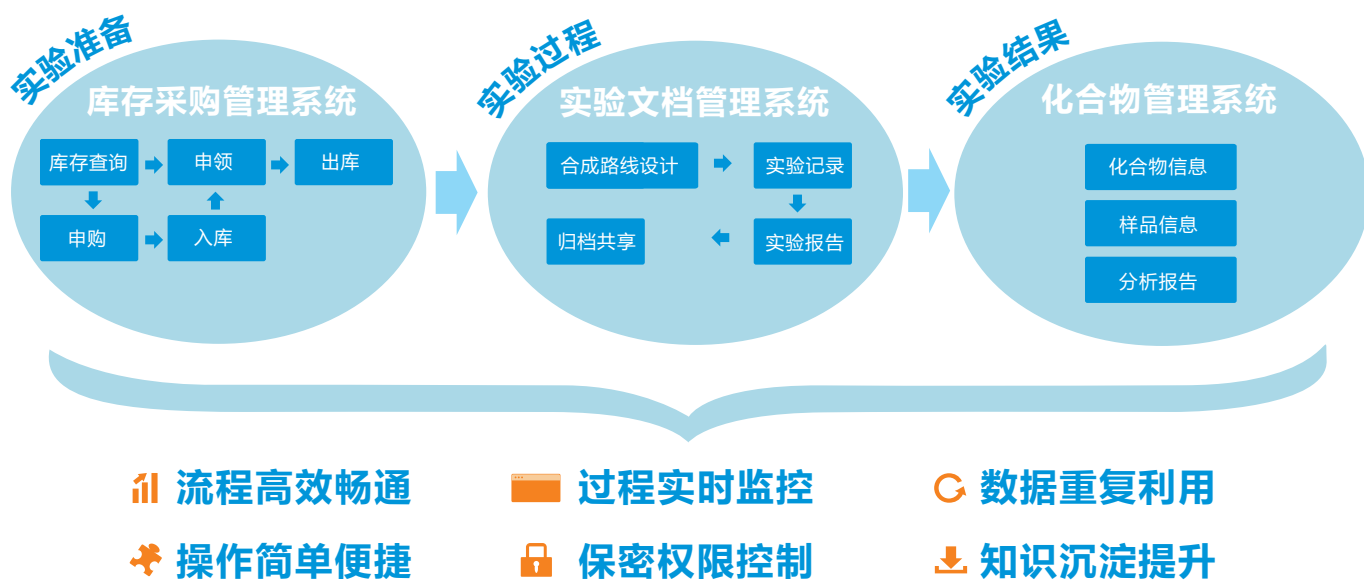 实验准备
库存采购管理系统
库存查询
申领
出库
申购
入库
实验过程
实验文档管理系统
合成路线设计
实验记录
归档共享
实验报告
实验结果
化合物管理系统
化合物信息
样品信息
分析报告
流程高效畅通
过程实时监控
数据重复利用
操作简单便捷
保密权限控制
知识沉淀提升